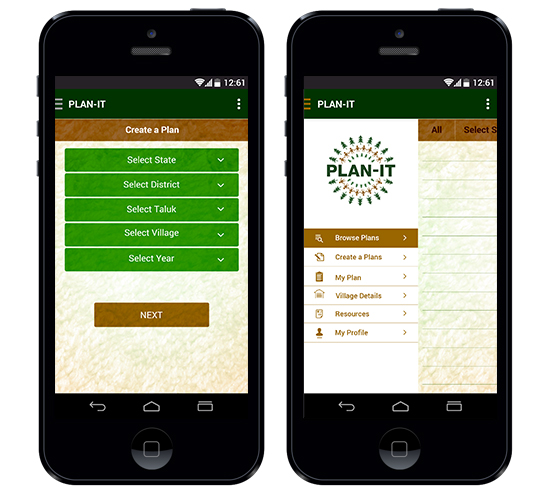 12:61
PLAN-IT
Create a Plan
Select State
Select District
Select Taluk
Select Village
Select Year
NEXT
12:61
PLAN-IT
All
Select S
PLAN-IT
Browse Plans
Create a Plans
My Plan
Village Details
Resources
My Profile